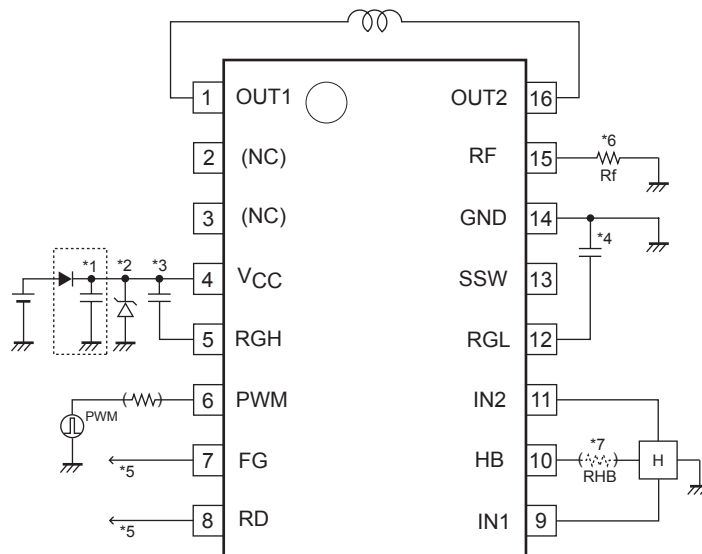 1 OUT1 OUT2 16
2 (NC) RF 15 *6 Rf
3 (NC) GND 14 *4
*1 *2 *3 4 VCC SSW 13
5 RGH RGL 12
PWM 6 PWM IN2 11
*5 7 FG HB 10 *7 RHB H
*5 8 RD IN1 9